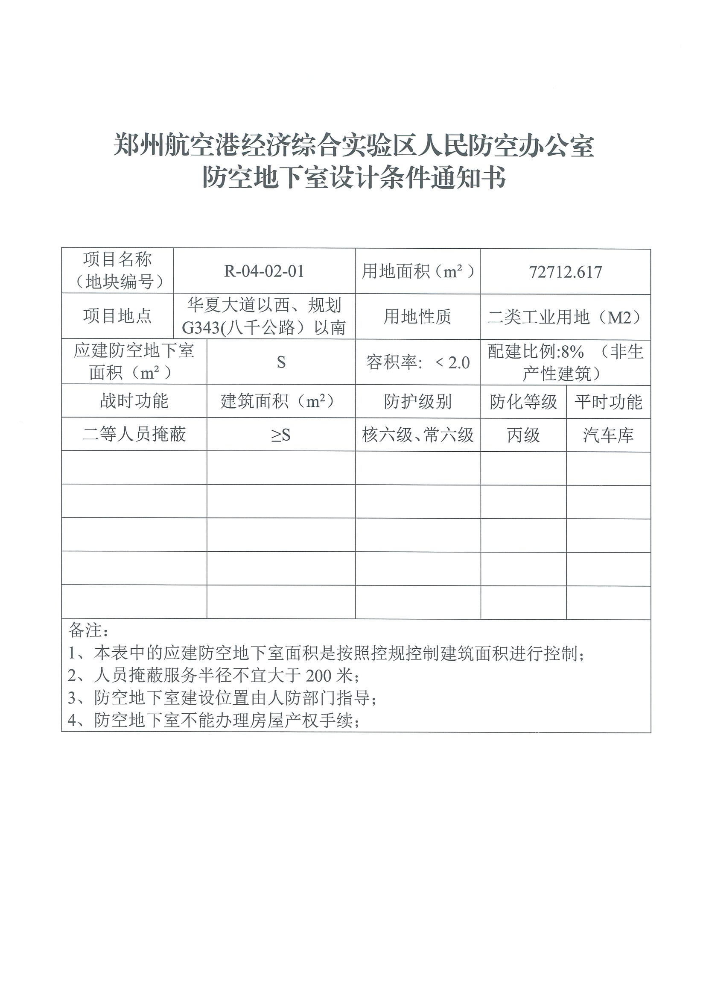 郑州航空港经济综合实验区人民防空办公室
防空地下室设计条件通知书
项目名称
（地块编号）
R-04-02-01
用地面积（m²）
72712.617
项目地点
华夏大道以西、规划
G343(八千公路）以南
用地性质
二类工业用地（M2）
应建防空地下室
面积（m²）
S
容积率：﹤2.0
配建比例:8% （非生
产性建筑）
战时功能
建筑面积（m²）
防护级别
防化等级
平时功能
二等人员掩蔽
≥S
核六级、常六级
丙级
汽车库
备注：
1、本表中的应建防空地下室面积是按照控规控制建筑面积进行控制；
2、人员掩蔽服务半径不宜大于 200 米；
3、防空地下室建设位置由人防部门指导；
4、防空地下室不能办理房屋产权手续；